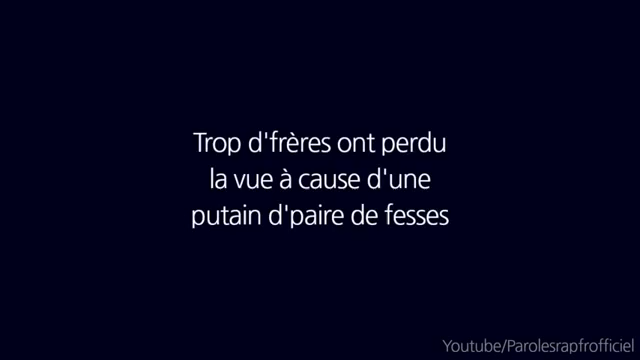 Trop d'frères ont perdu
la vue à cause d'une
putain d'paire de fesses
Youtube/Parolesrapfrofficiel